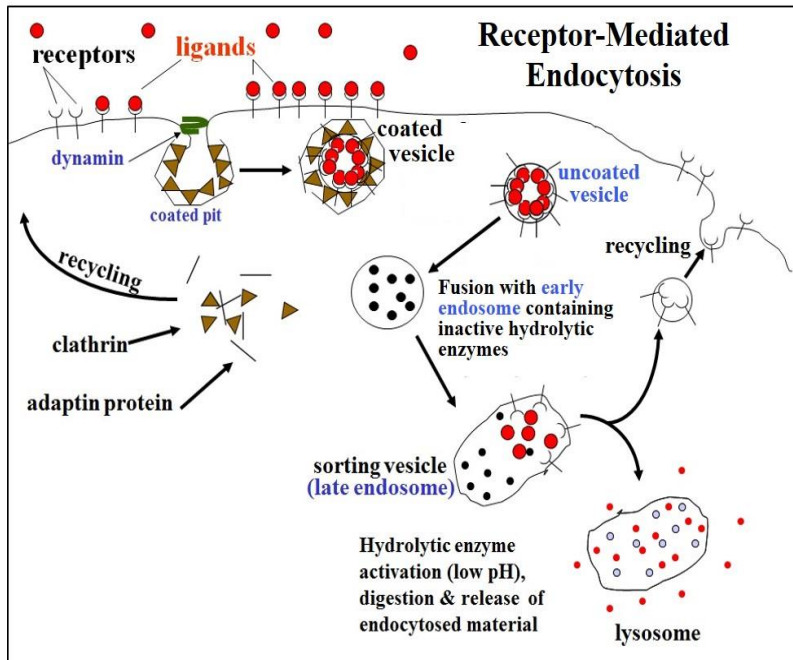 Receptor-Mediated
Endocytosis
receptors
ligands
dynamin
coated pit
coated
vesicle
uncoated
vesicle
recycling
recycling
Fusion with early
endosome containing
inactive hydrolytic
enzymes
clathrin
adaptin protein
sorting vesicle
(late endosome)
Hydrolytic enzyme
activation (low pH),
digestion & release of
endocytosed material
lysosome